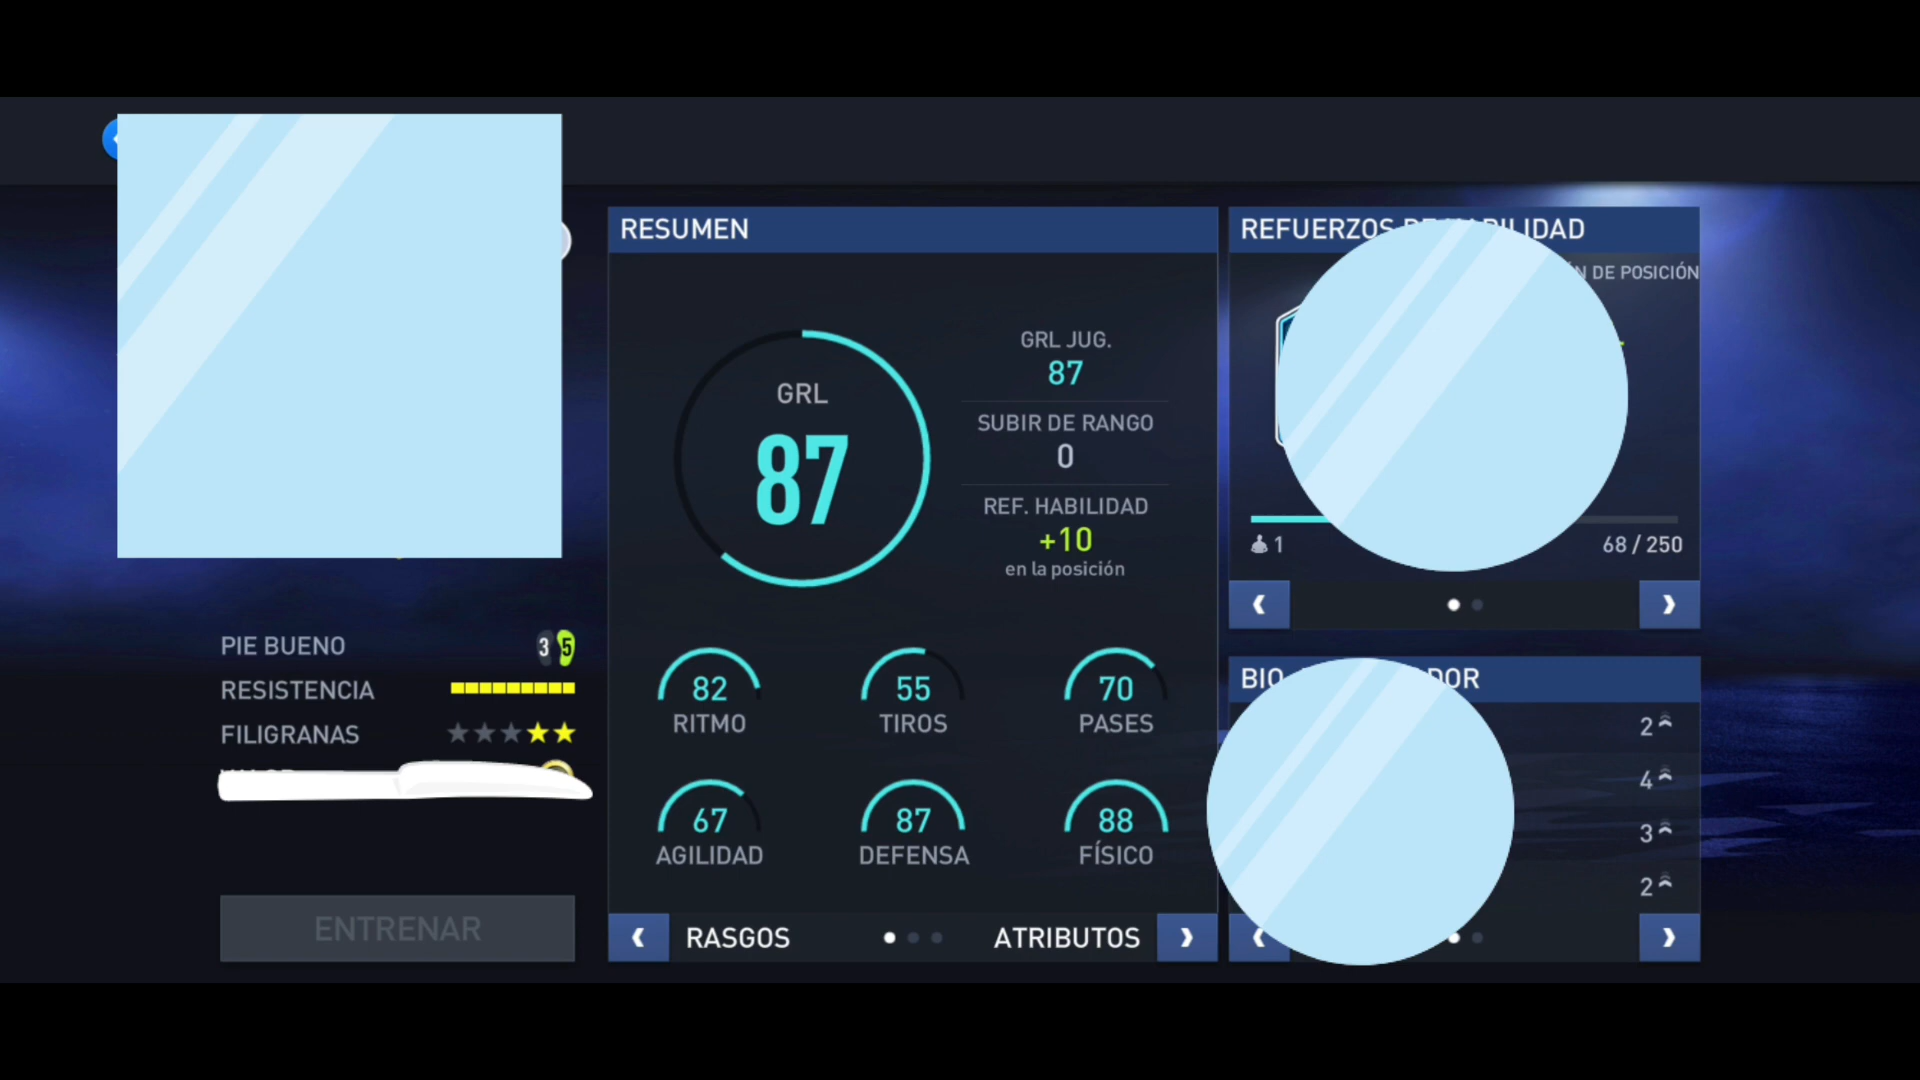 PIE BUENO 3 5
RESISTENCIA
FILIGRANAS
ENTRENAR
RESUMEN
GRL
87
GRL JUG.
87
SUBIR DE RANGO
0
REF. HABILIDAD
+10
en la posición
82
RITMO
55
TIROS
70
PASES
67
AGILIDAD
87
DEFENSA
88
FÍSICO
RASGOS
ATRIBUTOS
REFUERZOS
DE POSICIÓN
1
68 / 250
BIO
2
4
3
2